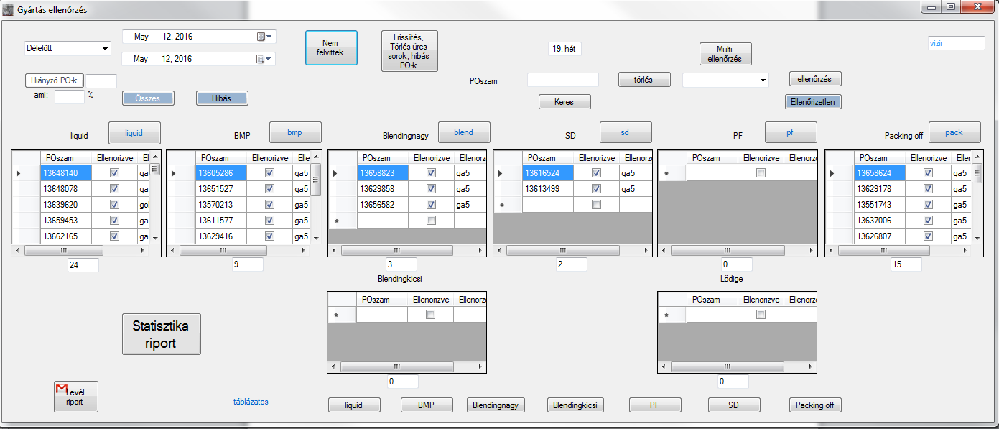 Gyártás ellenőrzés
Délelőtt
May 12, 2016
May 12, 2016
Nem
felvittek
Frissítés,
Törlés üres
sorok, hibás
PO-k
19. hét
Multi
ellenőrzés
vizir
Hiányzó PO-k
ami: %
Összes
Hibás
POszam
törlés
ellenőrzés
Keres
Ellenőrizetlen
liquid
liquid
BMP
bmp
Blendingnagy
blend
SD
sd
PF
pf
Packing off
pack
POszam Ellenorizve El
13648140 ga
13648078 ga
13639620 go
13659453 ga
13662165 ga
24
POszam Ellenorizve Elle
13605286 ga5
13651527 ga5
13570213 ga5
13611577 ga5
13629416 ga5
9
POszam Ellenorizve Ellenorz
13658823 ga5
13629858 ga5
13656582 ga5
3
POszam Ellenorizve Ellenorz
13616524 ga5
13613499 ga5
2
POszam Ellenorizve Ellenorz
0
POszam Ellenorizve Eller
13658624 ga5
13629178 ga5
13551743 ga5
13637006 ga5
13626807 ga5
15
Blendingkicsi
POszam Ellenorizve Ellenorz
0
Lödige
POszam Ellenorizve Ellenorz
0
Statisztika
riport
Levél
riport
táblázatos
liquid
BMP
Blendingnagy
Blendingkicsi
PF
SD
Packing off